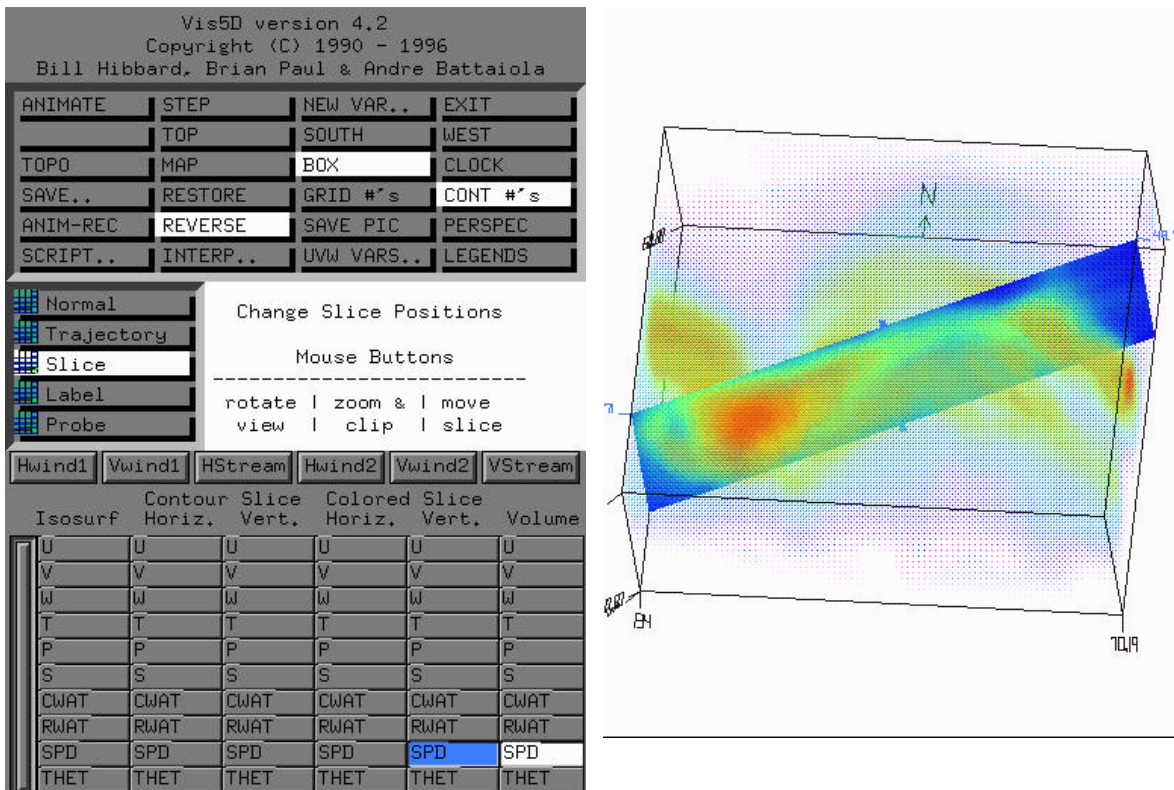 Vis5D version 4.2
Copyright (C) 1990 - 1996
Bill Hibbard, Brian Paul & Andre Battaiola
ANIMATE STEP NEW VAR.. EXIT
TOP SOUTH WEST
TOPO MAP BOX CLOCK
SAVE.. RESTORE GRID #'s CONT #'s
ANIM-REC REVERSE SAVE PIC PERSPEC
SCRIPT.. INTERP.. UVW VARS.. LEGENDS
Normal
Trajectory
Slice
Label
Probe
Change Slice Positions
Mouse Buttons
----------------------------
rotate | zoom & | move
view | clip | slice
Hwind1 Vwind1 HStream Hwind2 Vwind2 VStream
Contour Slice Colored Slice
Isosurf Horiz. Vert. Horiz. Vert. Volume
U U U U U U
V V V V V V
W W W W W W
T T T T T T
P P P P P P
S S S S S S
CWAT CWAT CWAT CWAT CWAT CWAT
RWAT RWAT RWAT RWAT RWAT RWAT
SPD SPD SPD SPD SPD SPD
THET THET THET THET THET THET
N
70.19